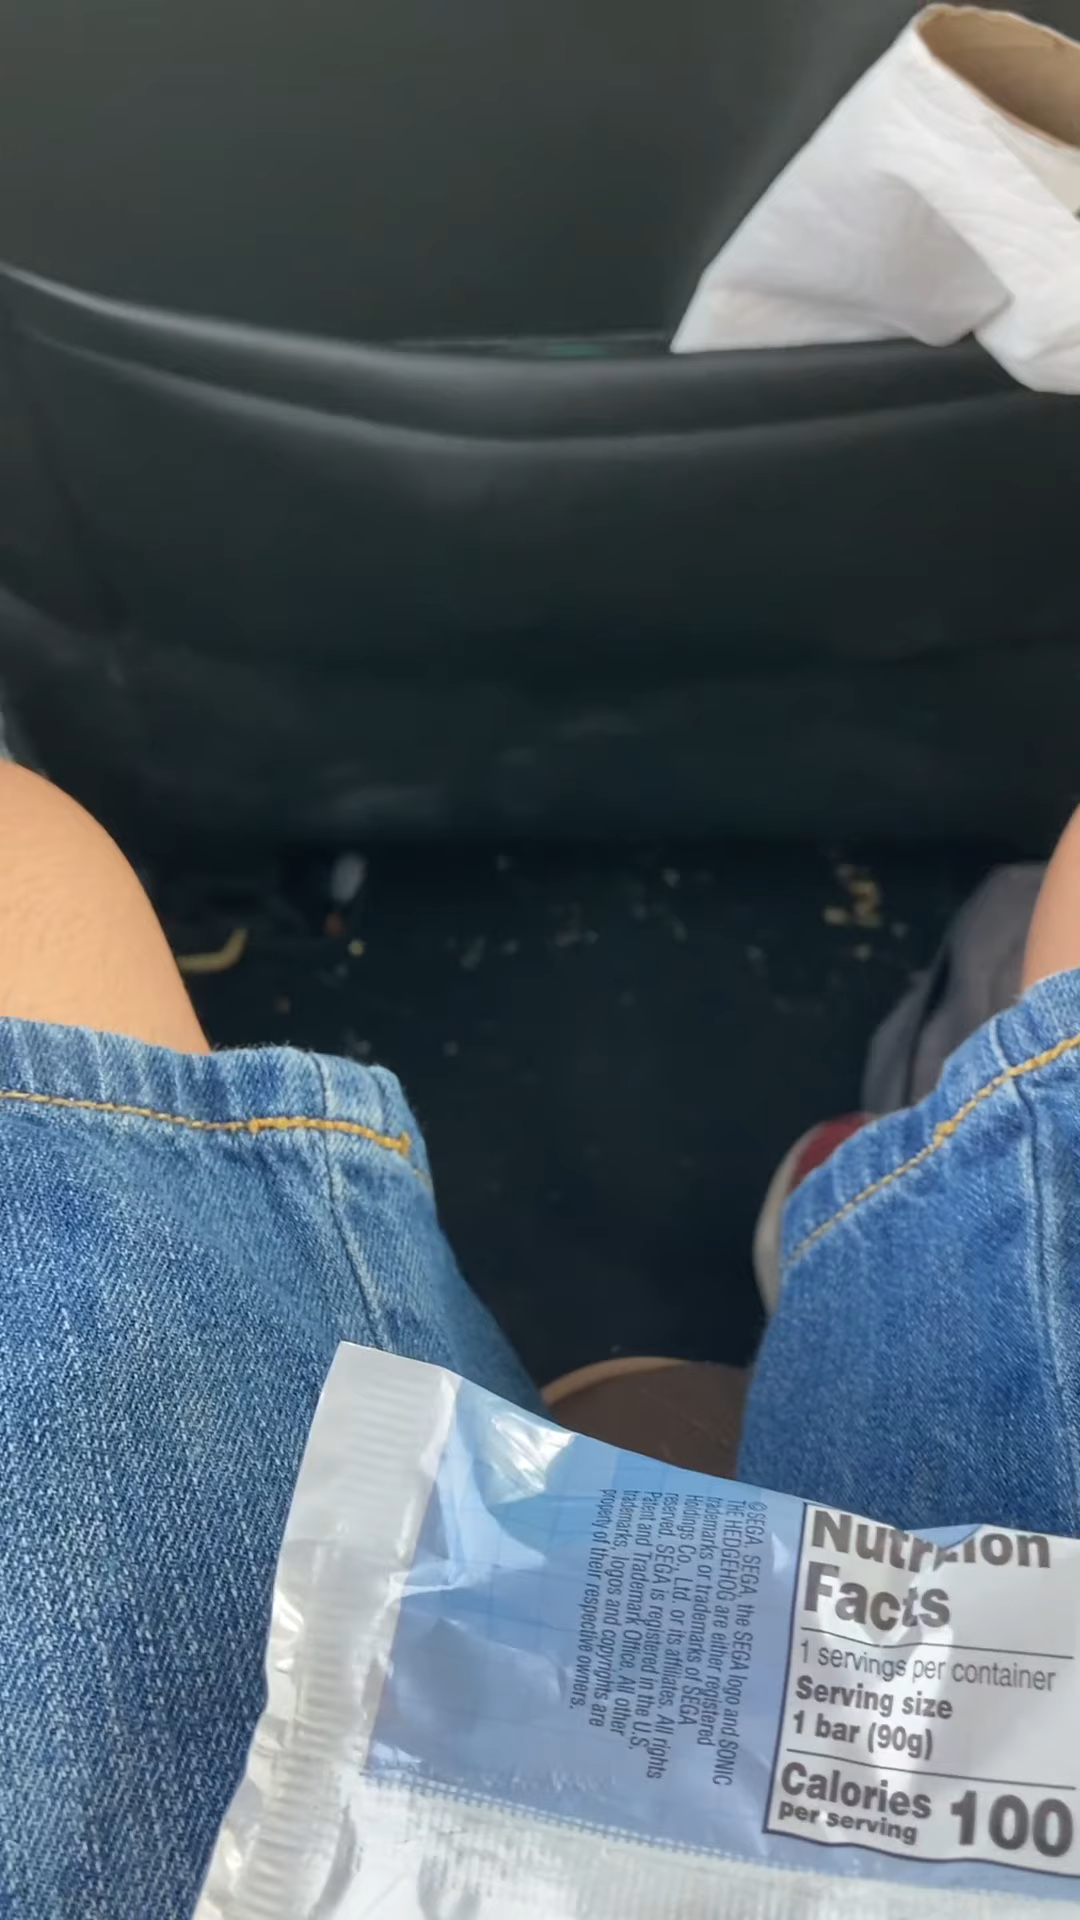 ©SEGA. SEGA, the SEGA logo and SONIC
THE HEDGEHOG are either registered
trademarks or trademarks of SEGA
Holdings Co., Ltd. or its affiliates. All rights
reserved. SEGA is registered in the U.S.
Patent and Trademark Office. All other
trademarks, logos and copyrights are
property of their respective owners.
Nutrition
Facts
1 servings per container
Serving size
1 bar (90g)
Calories 100
per serving